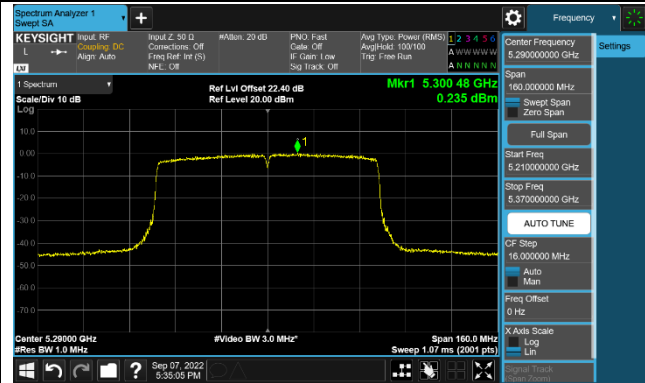 Spectrum Analyzer 1
Swept SA
+
Frequency
KEYSIGHT
L
LXI
Input: RF
Coupling: DC
Align: Auto
Input Z: 50 Ω
Corrections: Off
Freq Ref: Int (S)
NFE: Off
#Atten: 20 dB
PNO: Fast
Gate: Off
IF Gain: Low
Sig Track: Off
Avg Type: Power (RMS)
Avg|Hold: 100/100
Trig: Free Run
1 2 3 4 5 6
A W W W W W
A N N N N N
1 Spectrum
Scale/Div 10 dB
Log
Ref Lvl Offset 22.40 dB
Ref Level 20.00 dBm
Mkr1 5.300 48 GHz
0.235 dBm
10.0
0.00
-10.0
-20.0
-30.0
-40.0
-50.0
-60.0
-70.0
1
Center 5.29000 GHz
#Res BW 1.0 MHz
#Video BW 3.0 MHz*
Span 160.0 MHz
Sweep 1.07 ms (2001 pts)
Center Frequency
5.290000000 GHz
Settings
Span
160.000000 MHz
Swept Span
Zero Span
Full Span
Start Freq
5.210000000 GHz
Stop Freq
5.370000000 GHz
AUTO TUNE
CF Step
16.000000 MHz
Auto
Man
Freq Offset
0 Hz
X Axis Scale
Log
Lin
Signal Track
(Span Zoom)
?
Sep 07, 2022
5:35:05 PM